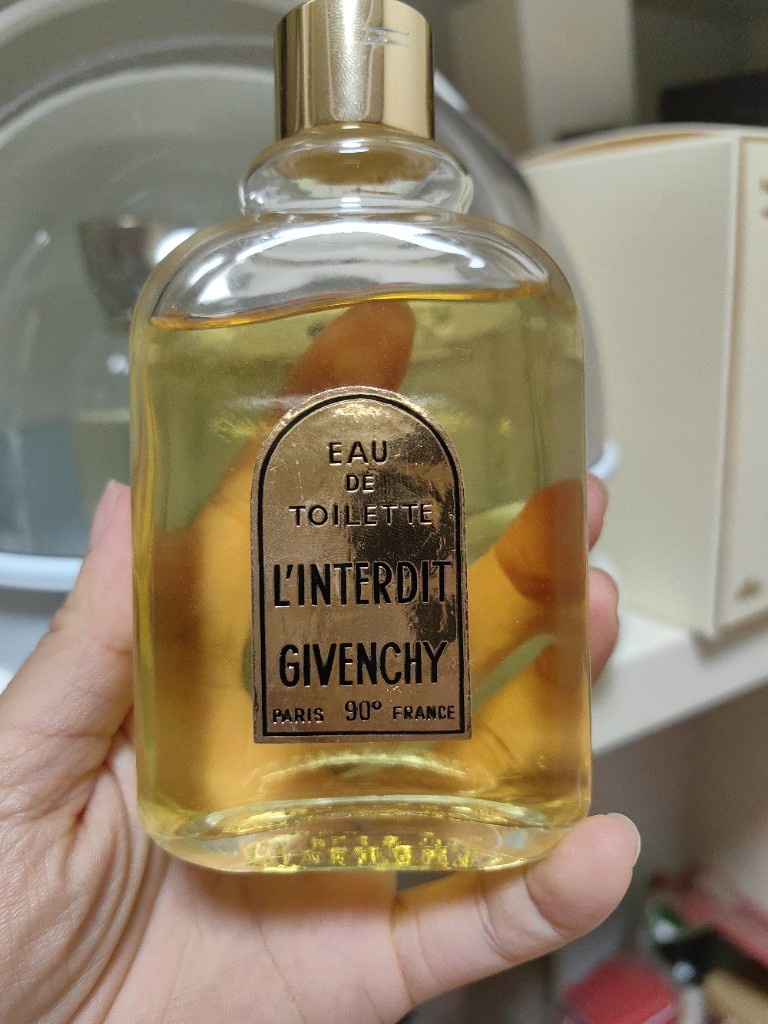 EAU
DE
TOILETTE
L'INTERDIT
GIVENCHY
PARIS 90° FRANCE